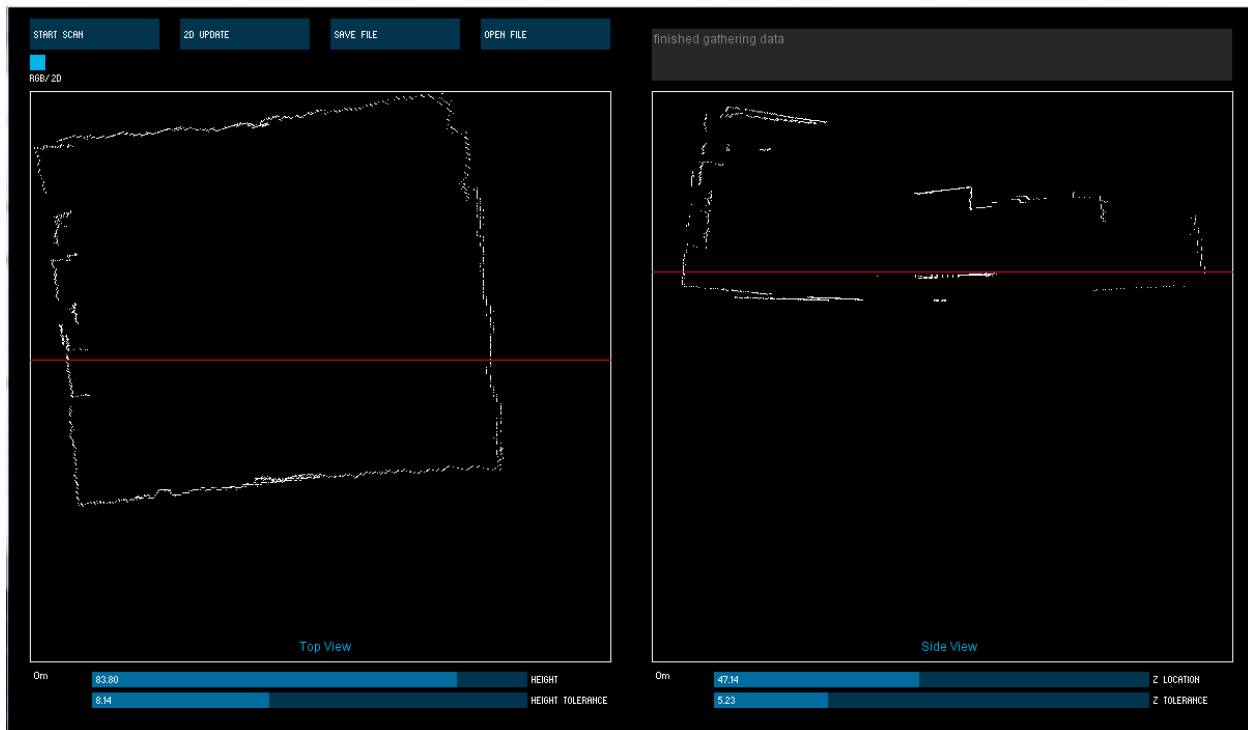 START SCAN
2D UPDATE
SAVE FILE
OPEN FILE
finished gathering data
RGB/2D
Top View
Side View
0m
83.80
HEIGHT
8.14
HEIGHT TOLERANCE
0m
47.14
Z LOCATION
5.23
Z TOLERANCE